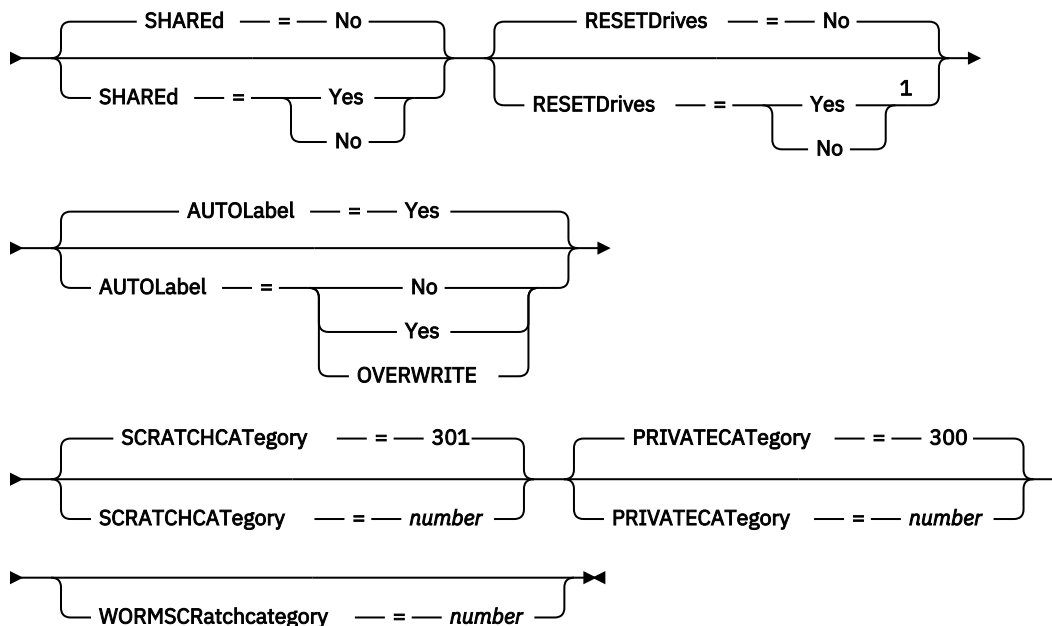 SHAREd = No RESETDrives = No
SHAREd = Yes RESETDrives = Yes 1
No No
AUTOLabel = Yes
AUTOLabel = No
Yes
OVERWRITE
SCRATCHCATegory = 301 PRIVATECATegory = 300
SCRATCHCATegory = number PRIVATECATegory = number
WORMSCRatchcategory = number